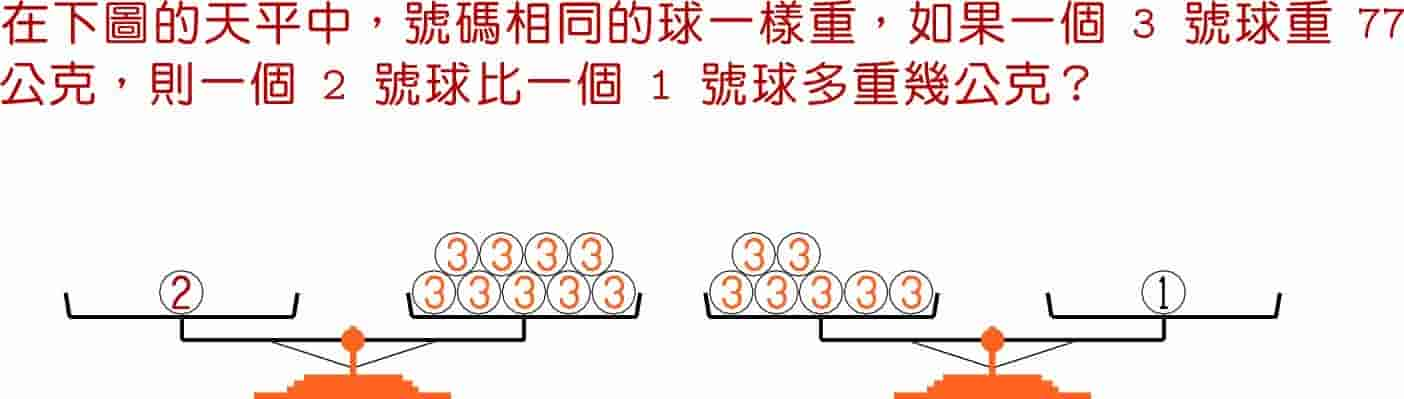 在下圖的天平中，號碼相同的球一樣重，如果一個 3 號球重 77
公克，則一個 2 號球比一個 1 號球多重幾公克？
3 3 3 3 3 3
2 3 3 3 3 3 3 3 3 3 3 1